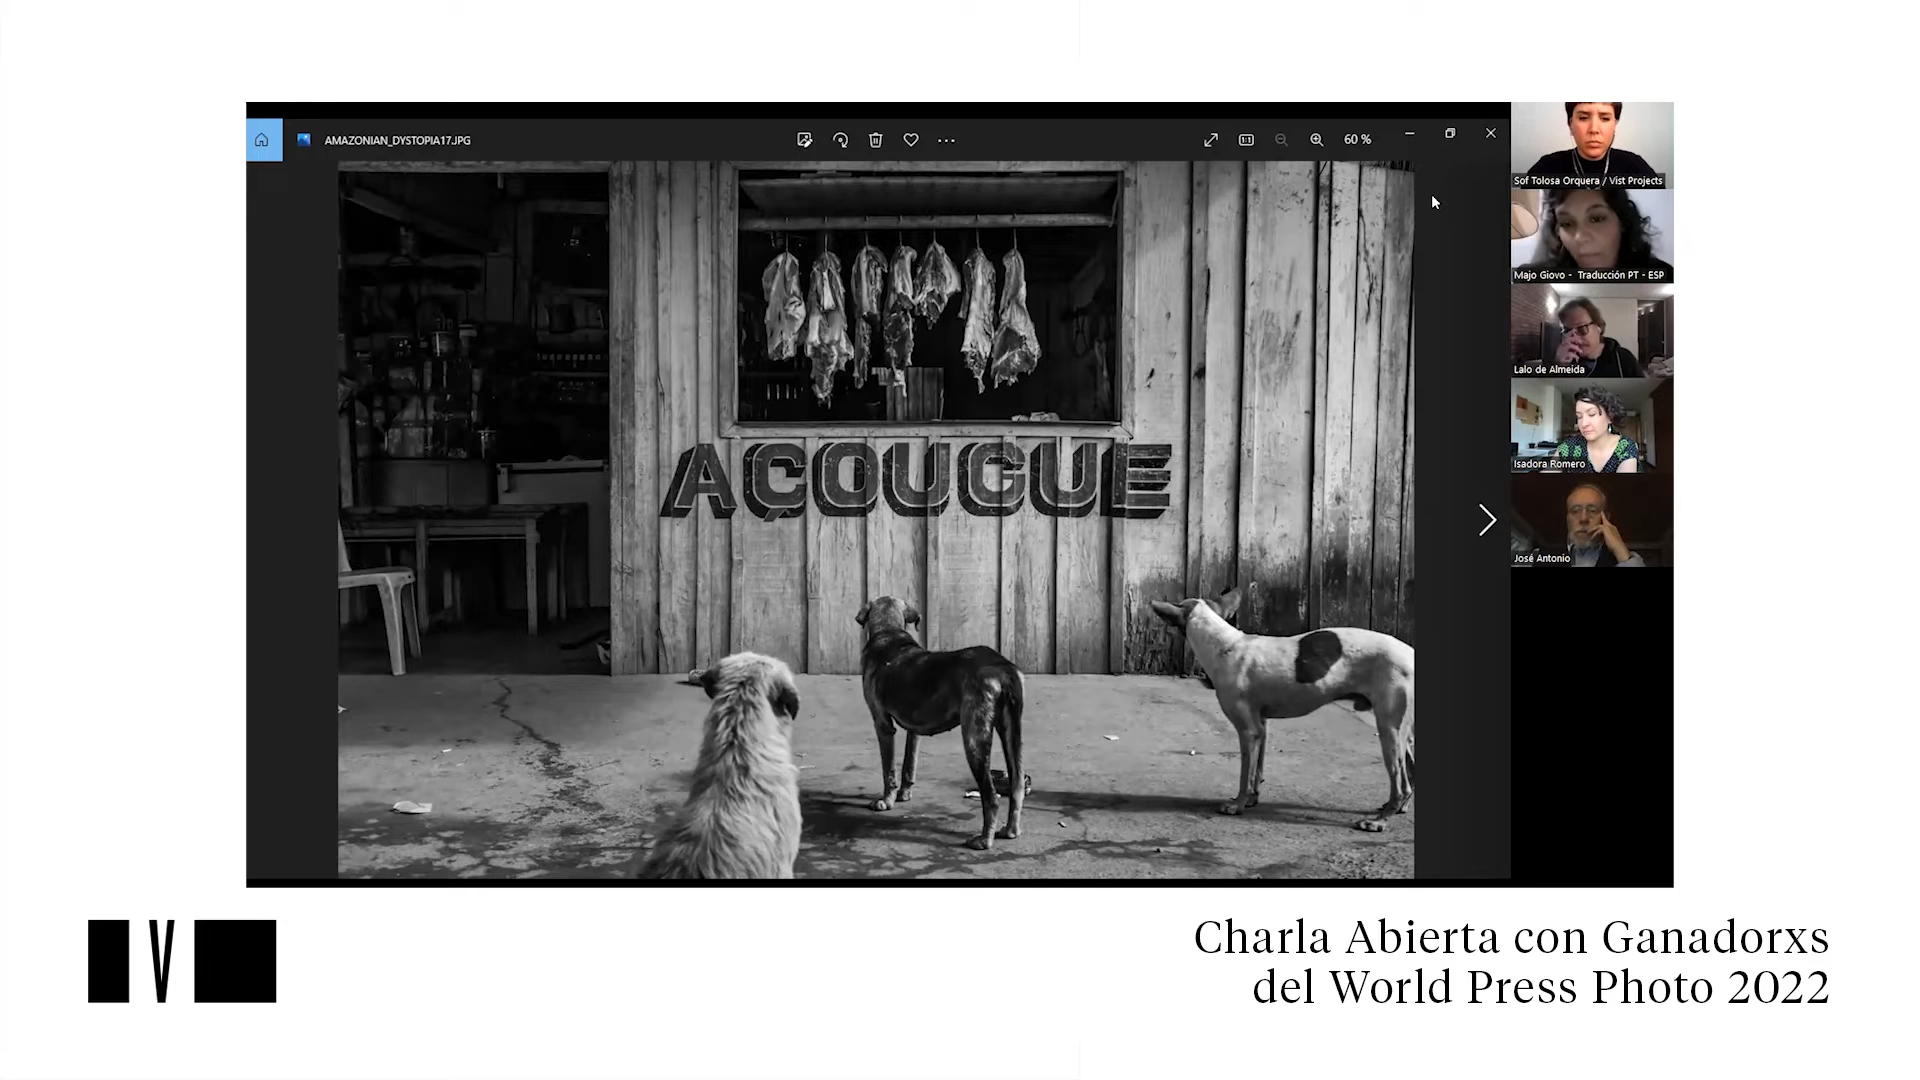 AMAZONIAN_DYSTOPIA17.JPG
60 %
AÇOUGUE
Sof Tolosa Orquera / Vist Projects
Majo Giovo - Traducción PT - ESP
Lalo de Almeida
Isadora Romero
José Antonio
V
Charla Abierta con Ganadorxs
del World Press Photo 2022